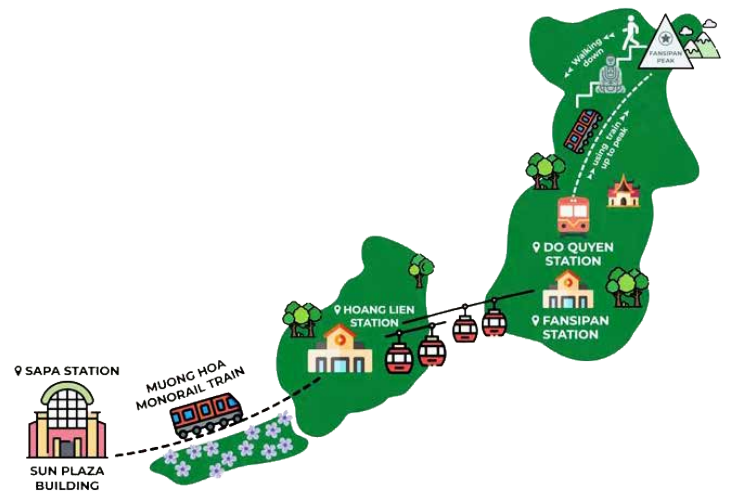 SAPA STATION
SUN PLAZA
BUILDING
MUONG HOA
MONORAIL TRAIN
HOANG LIEN
STATION
FANSIPAN
STATION
DO QUYEN
STATION
using train
up to peak
Walking
down
FANSIPAN
PEAK